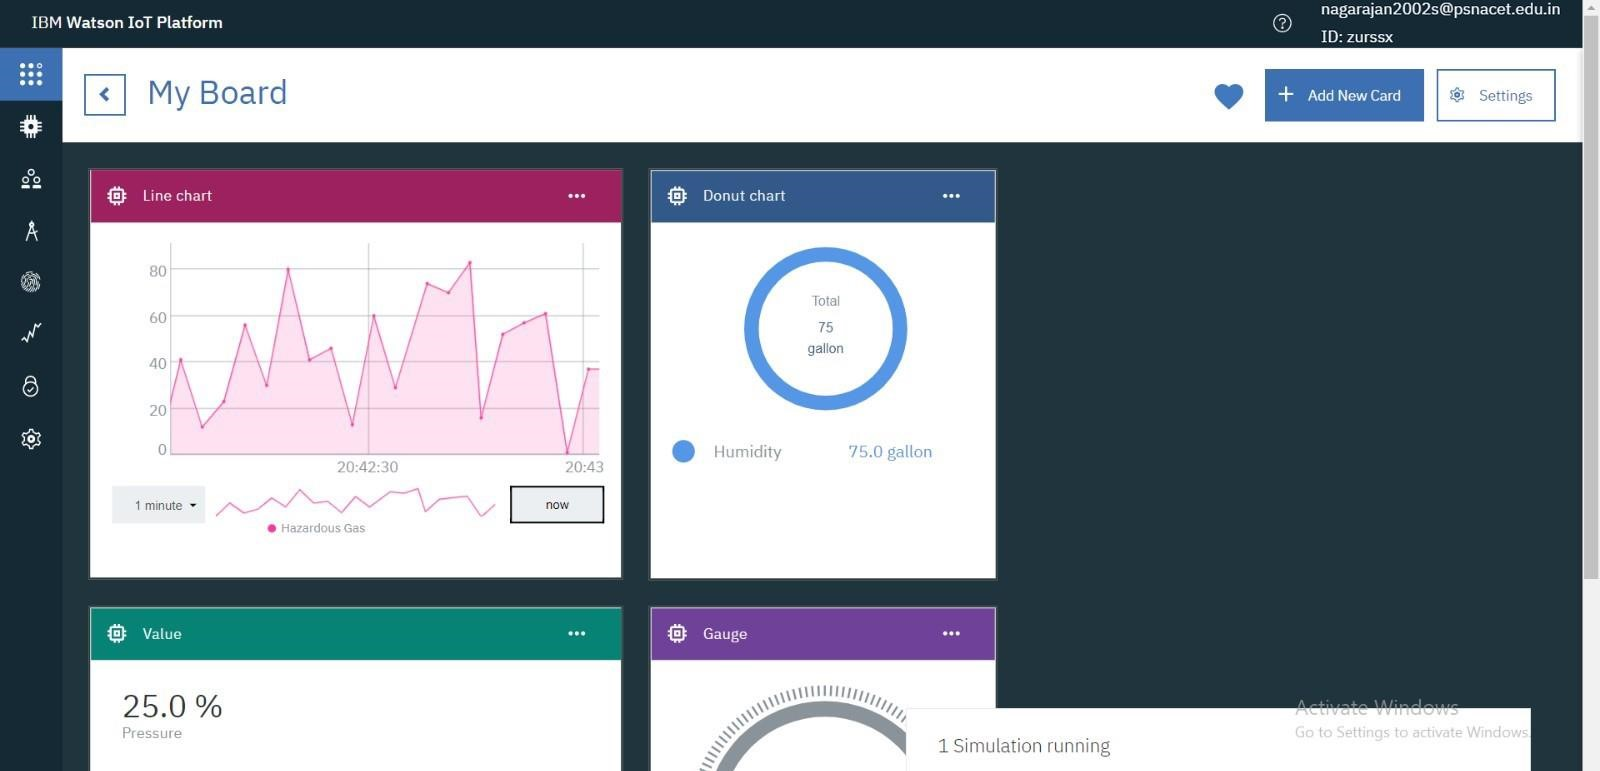 IBM Watson IoT Platform
nagarajan2002s@psnacet.edu.in
ID: zurssx
My Board
Add New Card
Settings
Line chart
80
60
40
20
0
20:42:30
20:43
1 minute
now
Hazardous Gas
Donut chart
Total
75
gallon
Humidity
75.0 gallon
Value
25.0 %
Pressure
Gauge
1 Simulation running
Activate Windows
Go to Settings to activate Windows.